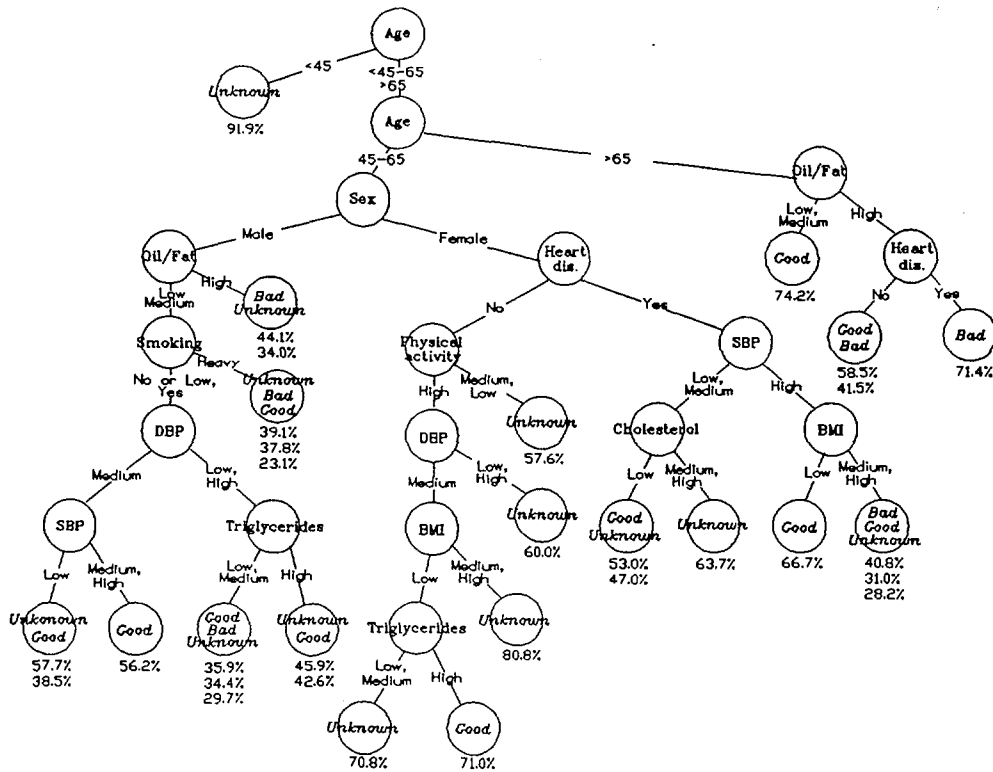 Age
<45
<45-65
>65
Unknown
91.9%
Age
45-65
>65
Sex
Oil/Fat
Male
Female
Low,
Medium
High
Oil/Fat
Heart
dis.
Good
74.2%
Heart
dis.
Low,
Medium
High
Bad
Unknown
44.1%
34.0%
No
Yes
No
Yes
Good
Bad
58.5%
41.5%
Bad
71.4%
Smoking
Physical
activity
SBP
No or Low,
Yes
Heavy
Unknown
Bad
Good
39.1%
37.8%
23.1%
High
Medium,
Low
Unknown
57.6%
Low,
Medium
High
DBP
DBP
Cholesterol
BMI
Medium
Low,
High
Medium
Low,
High
Unknown
60.0%
Low
Medium,
High
Low
Medium,
High
SBP
Triglycerides
BMI
Good
Unknown
53.0%
47.0%
Unknown
63.7%
Good
66.7%
Bad
Good
Unknown
40.8%
31.0%
28.2%
Low
Medium,
High
Low,
Medium
High
Low
Medium,
High
Unkonown
Good
57.7%
38.5%
Good
56.2%
Good
Bad
Unknown
35.9%
34.4%
29.7%
Unknown
Good
45.9%
42.6%
Triglycerides
Unknown
80.8%
Low,
Medium
High
Unknown
70.8%
Good
71.0%